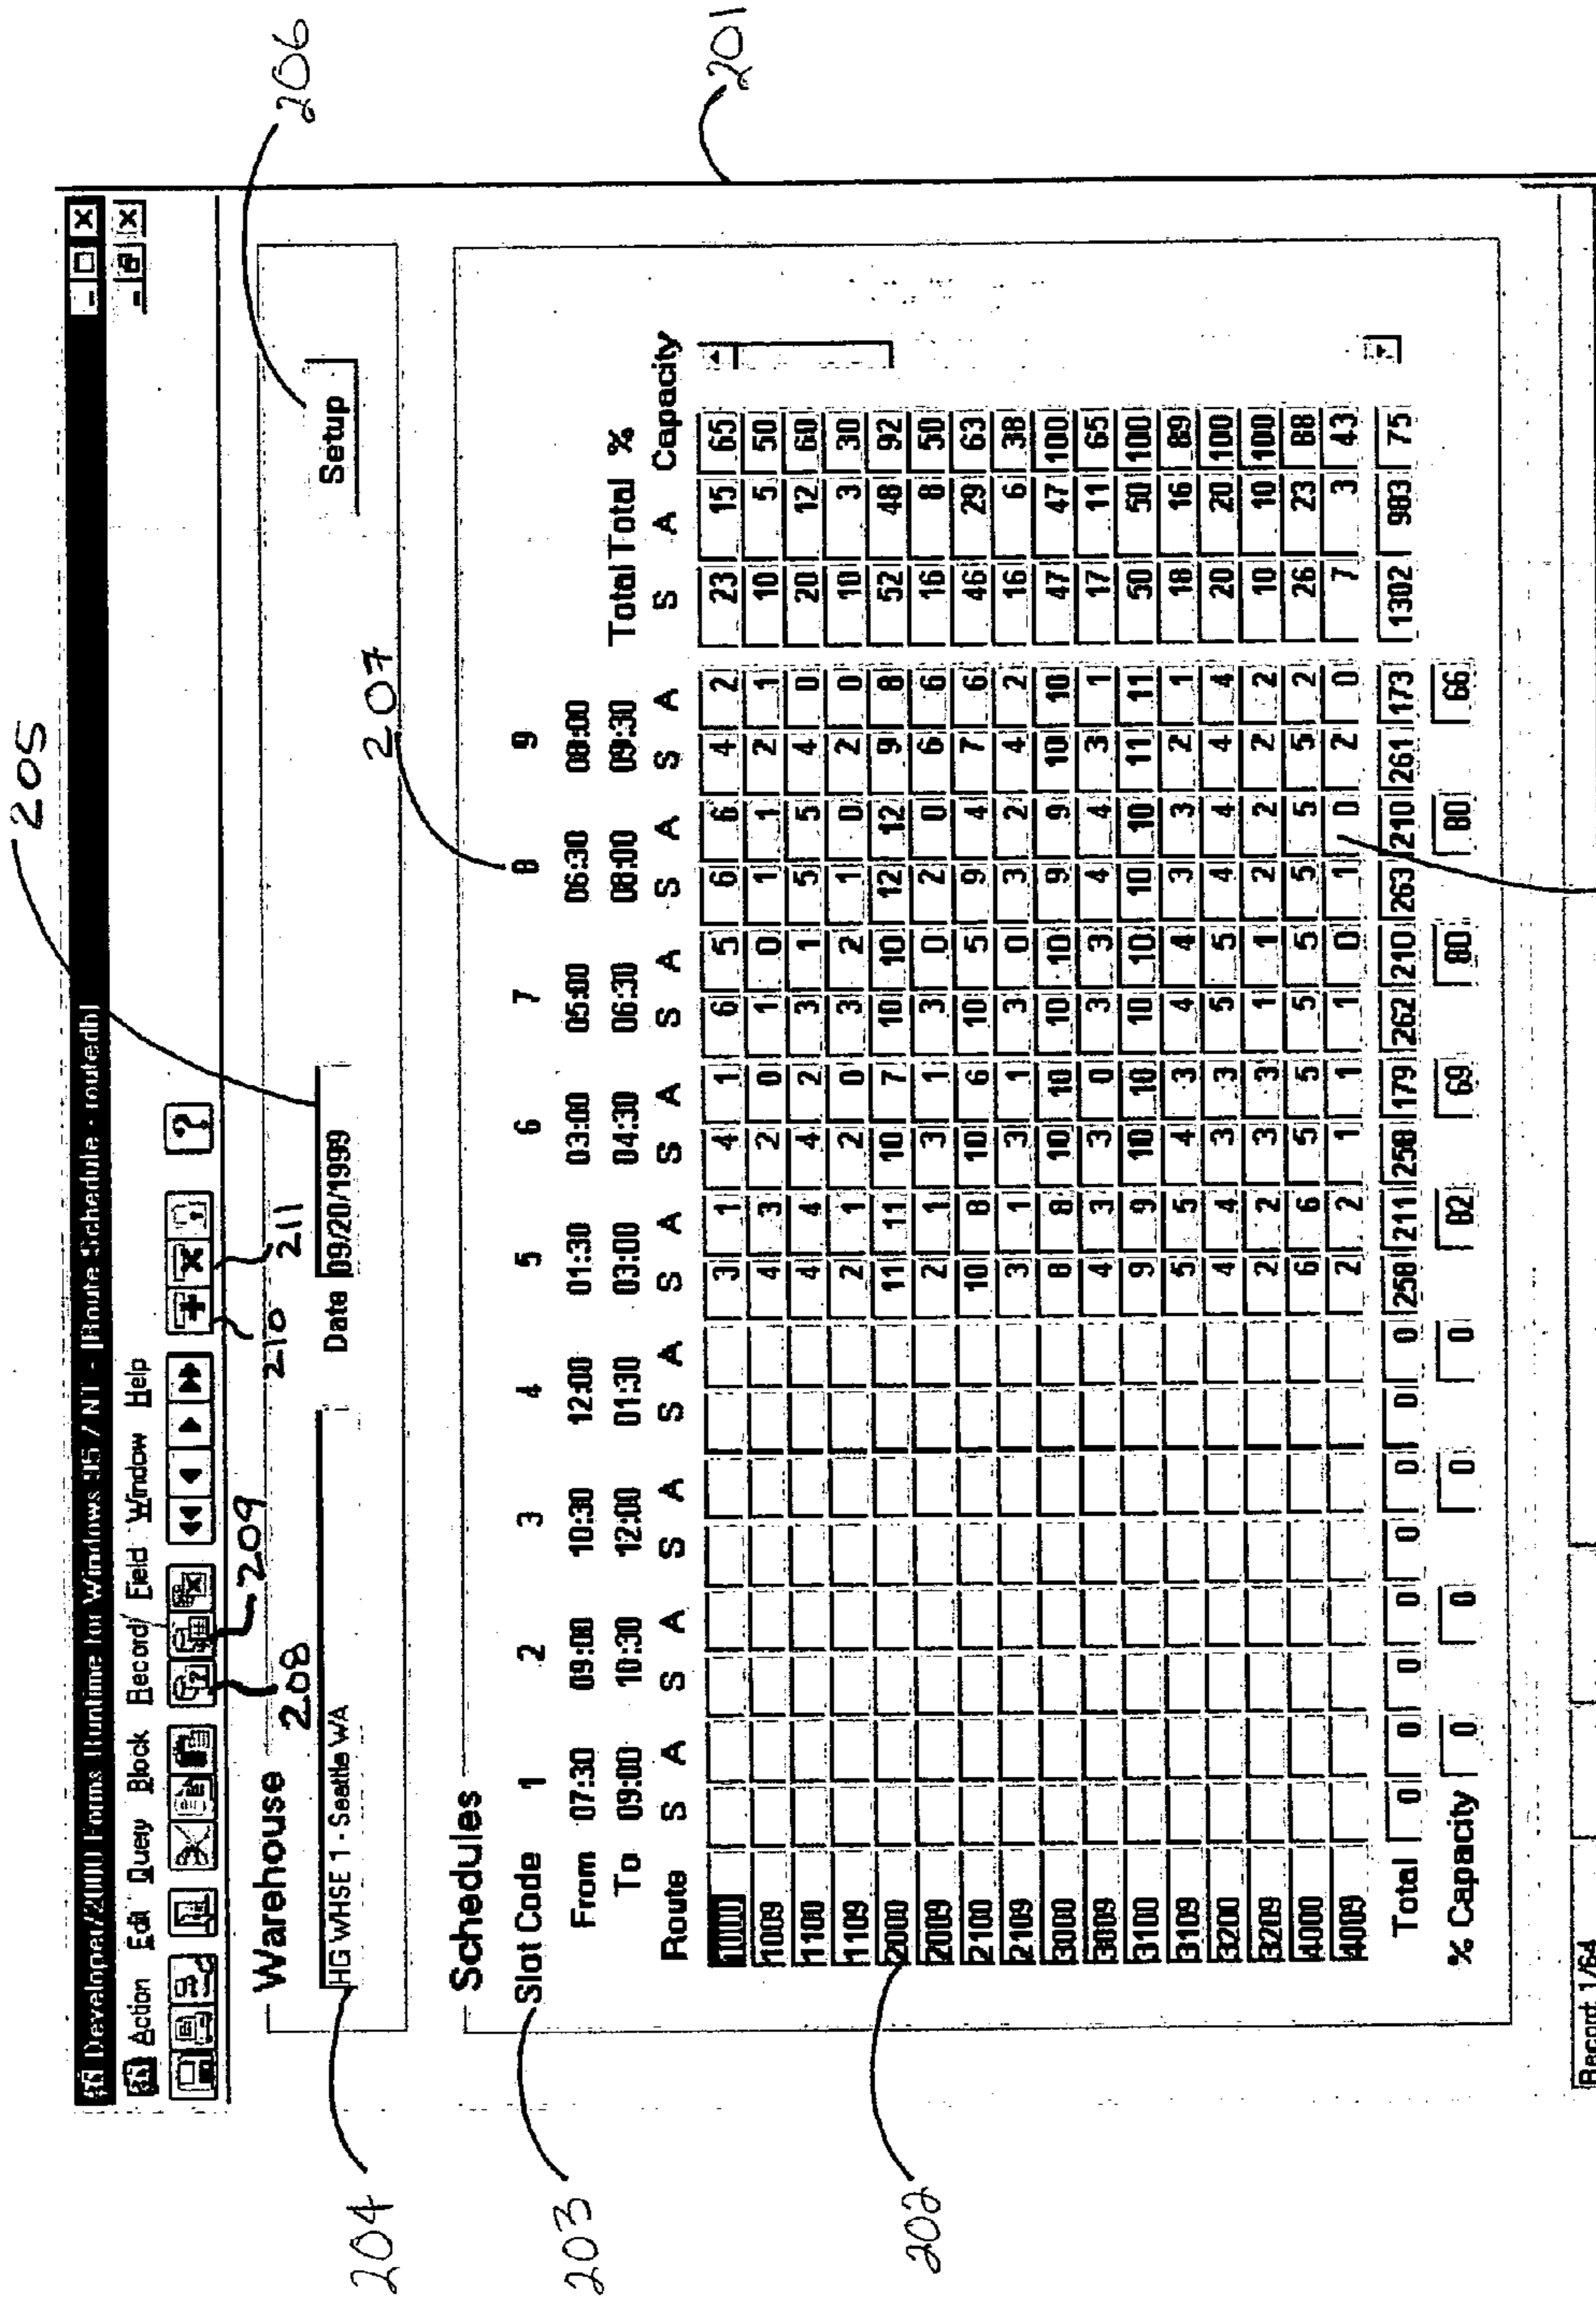 205
206
201
Developer/2000 Forms Runtime for Windows 95 / NT - [Route Schedule - routedh]
Action Edit Query Block Record Field Window Help
?
208
209
210
211
Warehouse
HG WHSE 1 - Seattle WA
Date 09/20/1999
Setup
204
207
Schedules
203
Slot Code 1 2 3 4 5 6 7 8 9
From 07:30 09:00 10:30 12:00 01:30 03:00 05:00 06:30 08:00
To 09:00 10:30 12:00 01:30 03:00 04:30 06:30 08:00 09:30 Total Total %
Route S A S A S A S A S A S A S A S A S A S A Capacity
1000 3 1 4 1 6 5 6 6 4 2 23 15 65
1009 4 3 2 0 1 0 1 1 2 1 10 5 50
1100 4 4 4 2 3 1 5 5 4 0 20 12 60
1109 2 1 2 0 3 2 1 0 2 0 10 3 30
2000 11 11 10 7 10 10 12 12 9 8 52 48 92
2009 2 1 3 1 3 0 2 0 6 6 16 8 50
2100 10 8 10 6 10 5 9 4 7 6 46 29 63
2109 3 1 3 1 3 0 3 2 4 2 16 6 38
3000 8 8 10 10 10 10 9 9 10 10 47 47 100
3009 4 3 3 0 3 3 4 4 3 1 17 11 65
3100 9 9 10 10 10 10 10 10 11 11 50 50 100
3109 5 5 4 3 4 4 3 3 2 1 18 16 89
3200 4 4 3 3 5 5 4 4 4 4 20 20 100
3209 2 2 3 3 1 1 2 2 2 2 10 10 100
4000 6 6 5 5 5 5 5 5 5 2 26 23 88
4009 2 2 1 1 1 0 1 0 2 0 7 3 43
Total 0 0 0 0 0 0 0 0 258 211 258 179 262 210 263 210 261 173 1302 983 75
% Capacity 0 0 0 0 82 69 80 80 66
202
Record 1/64